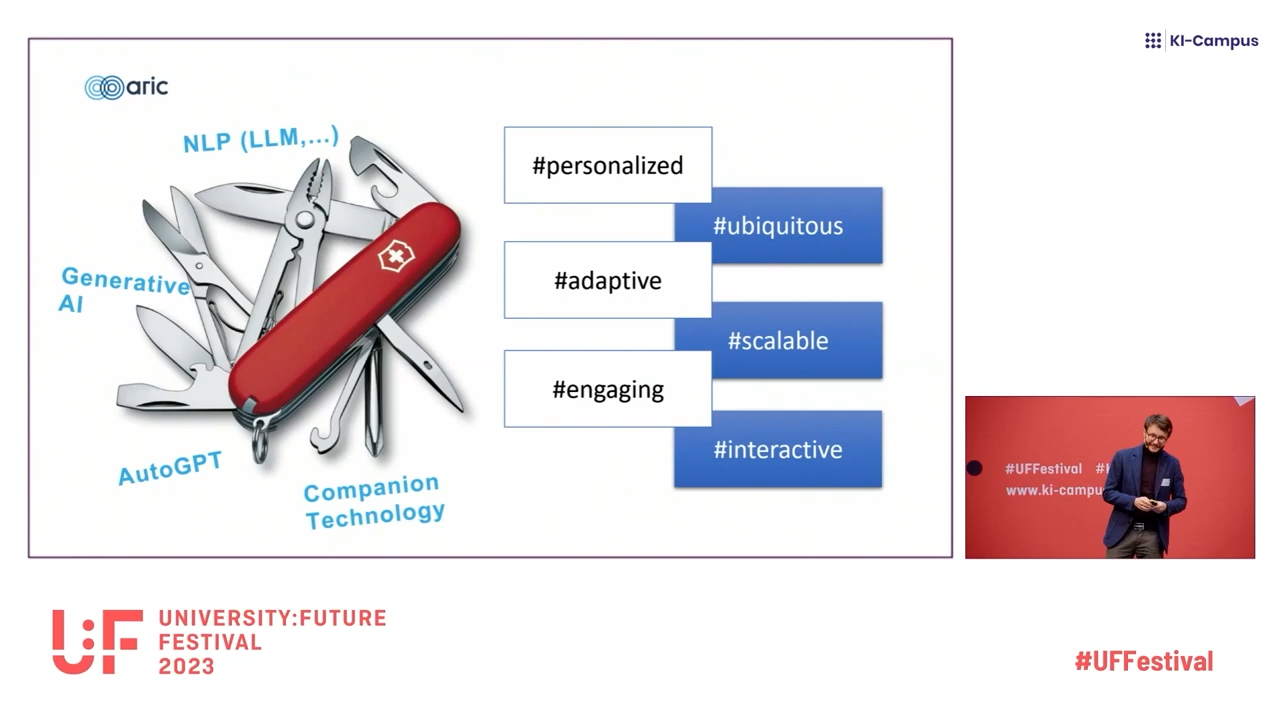 KI-Campus
aric
NLP (LLM,...)
Generative
AI
AutoGPT
Companion
Technology
#personalized
#ubiquitous
#adaptive
#scalable
#engaging
#interactive
#UFFestival
www.ki-campu
U:F
UNIVERSITY:FUTURE
FESTIVAL
2023
#UFFestival